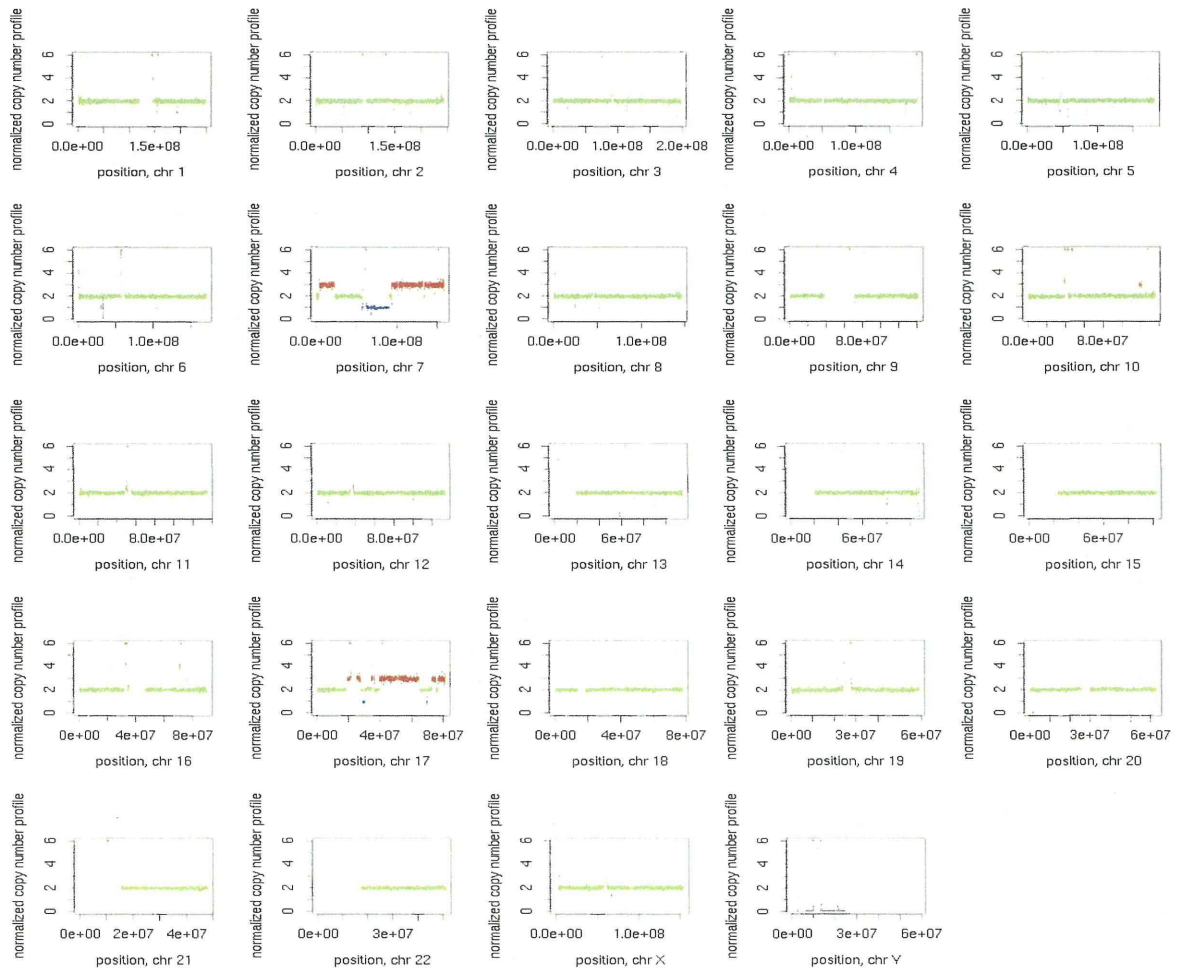 normalized copy number profile
0 2 4 6
0.0e+00 1.5e+08
position, chr 1
normalized copy number profile
0 2 4 6
0.0e+00 1.5e+08
position, chr 2
normalized copy number profile
0 2 4 6
0.0e+00 1.0e+08 2.0e+08
position, chr 3
normalized copy number profile
0 2 4 6
0.0e+00 1.0e+08
position, chr 4
normalized copy number profile
0 2 4 6
0.0e+00 1.0e+08
position, chr 5
normalized copy number profile
0 2 4 6
0.0e+00 1.0e+08
position, chr 6
normalized copy number profile
0 2 4 6
0.0e+00 1.0e+08
position, chr 7
normalized copy number profile
0 2 4 6
0.0e+00 1.0e+08
position, chr 8
normalized copy number profile
0 2 4 6
0.0e+00 8.0e+07
position, chr 9
normalized copy number profile
0 2 4 6
0.0e+00 8.0e+07
position, chr 10
normalized copy number profile
0 2 4 6
0.0e+00 8.0e+07
position, chr 11
normalized copy number profile
0 2 4 6
0.0e+00 8.0e+07
position, chr 12
normalized copy number profile
0 2 4 6
0e+00 6e+07
position, chr 13
normalized copy number profile
0 2 4 6
0e+00 6e+07
position, chr 14
normalized copy number profile
0 2 4 6
0e+00 6e+07
position, chr 15
normalized copy number profile
0 2 4 6
0e+00 4e+07 8e+07
position, chr 16
normalized copy number profile
0 2 4 6
0e+00 4e+07 8e+07
position, chr 17
normalized copy number profile
0 2 4 6
0e+00 4e+07 8e+07
position, chr 18
normalized copy number profile
0 2 4 6
0e+00 3e+07 6e+07
position, chr 19
normalized copy number profile
0 2 4 6
0e+00 3e+07 6e+07
position, chr 20
normalized copy number profile
0 2 4 6
0e+00 2e+07 4e+07
position, chr 21
normalized copy number profile
0 2 4 6
0e+00 3e+07
position, chr 22
normalized copy number profile
0 2 4 6
0.0e+00 1.0e+08
position, chr X
normalized copy number profile
0 2 4 6
0e+00 3e+07 6e+07
position, chr Y